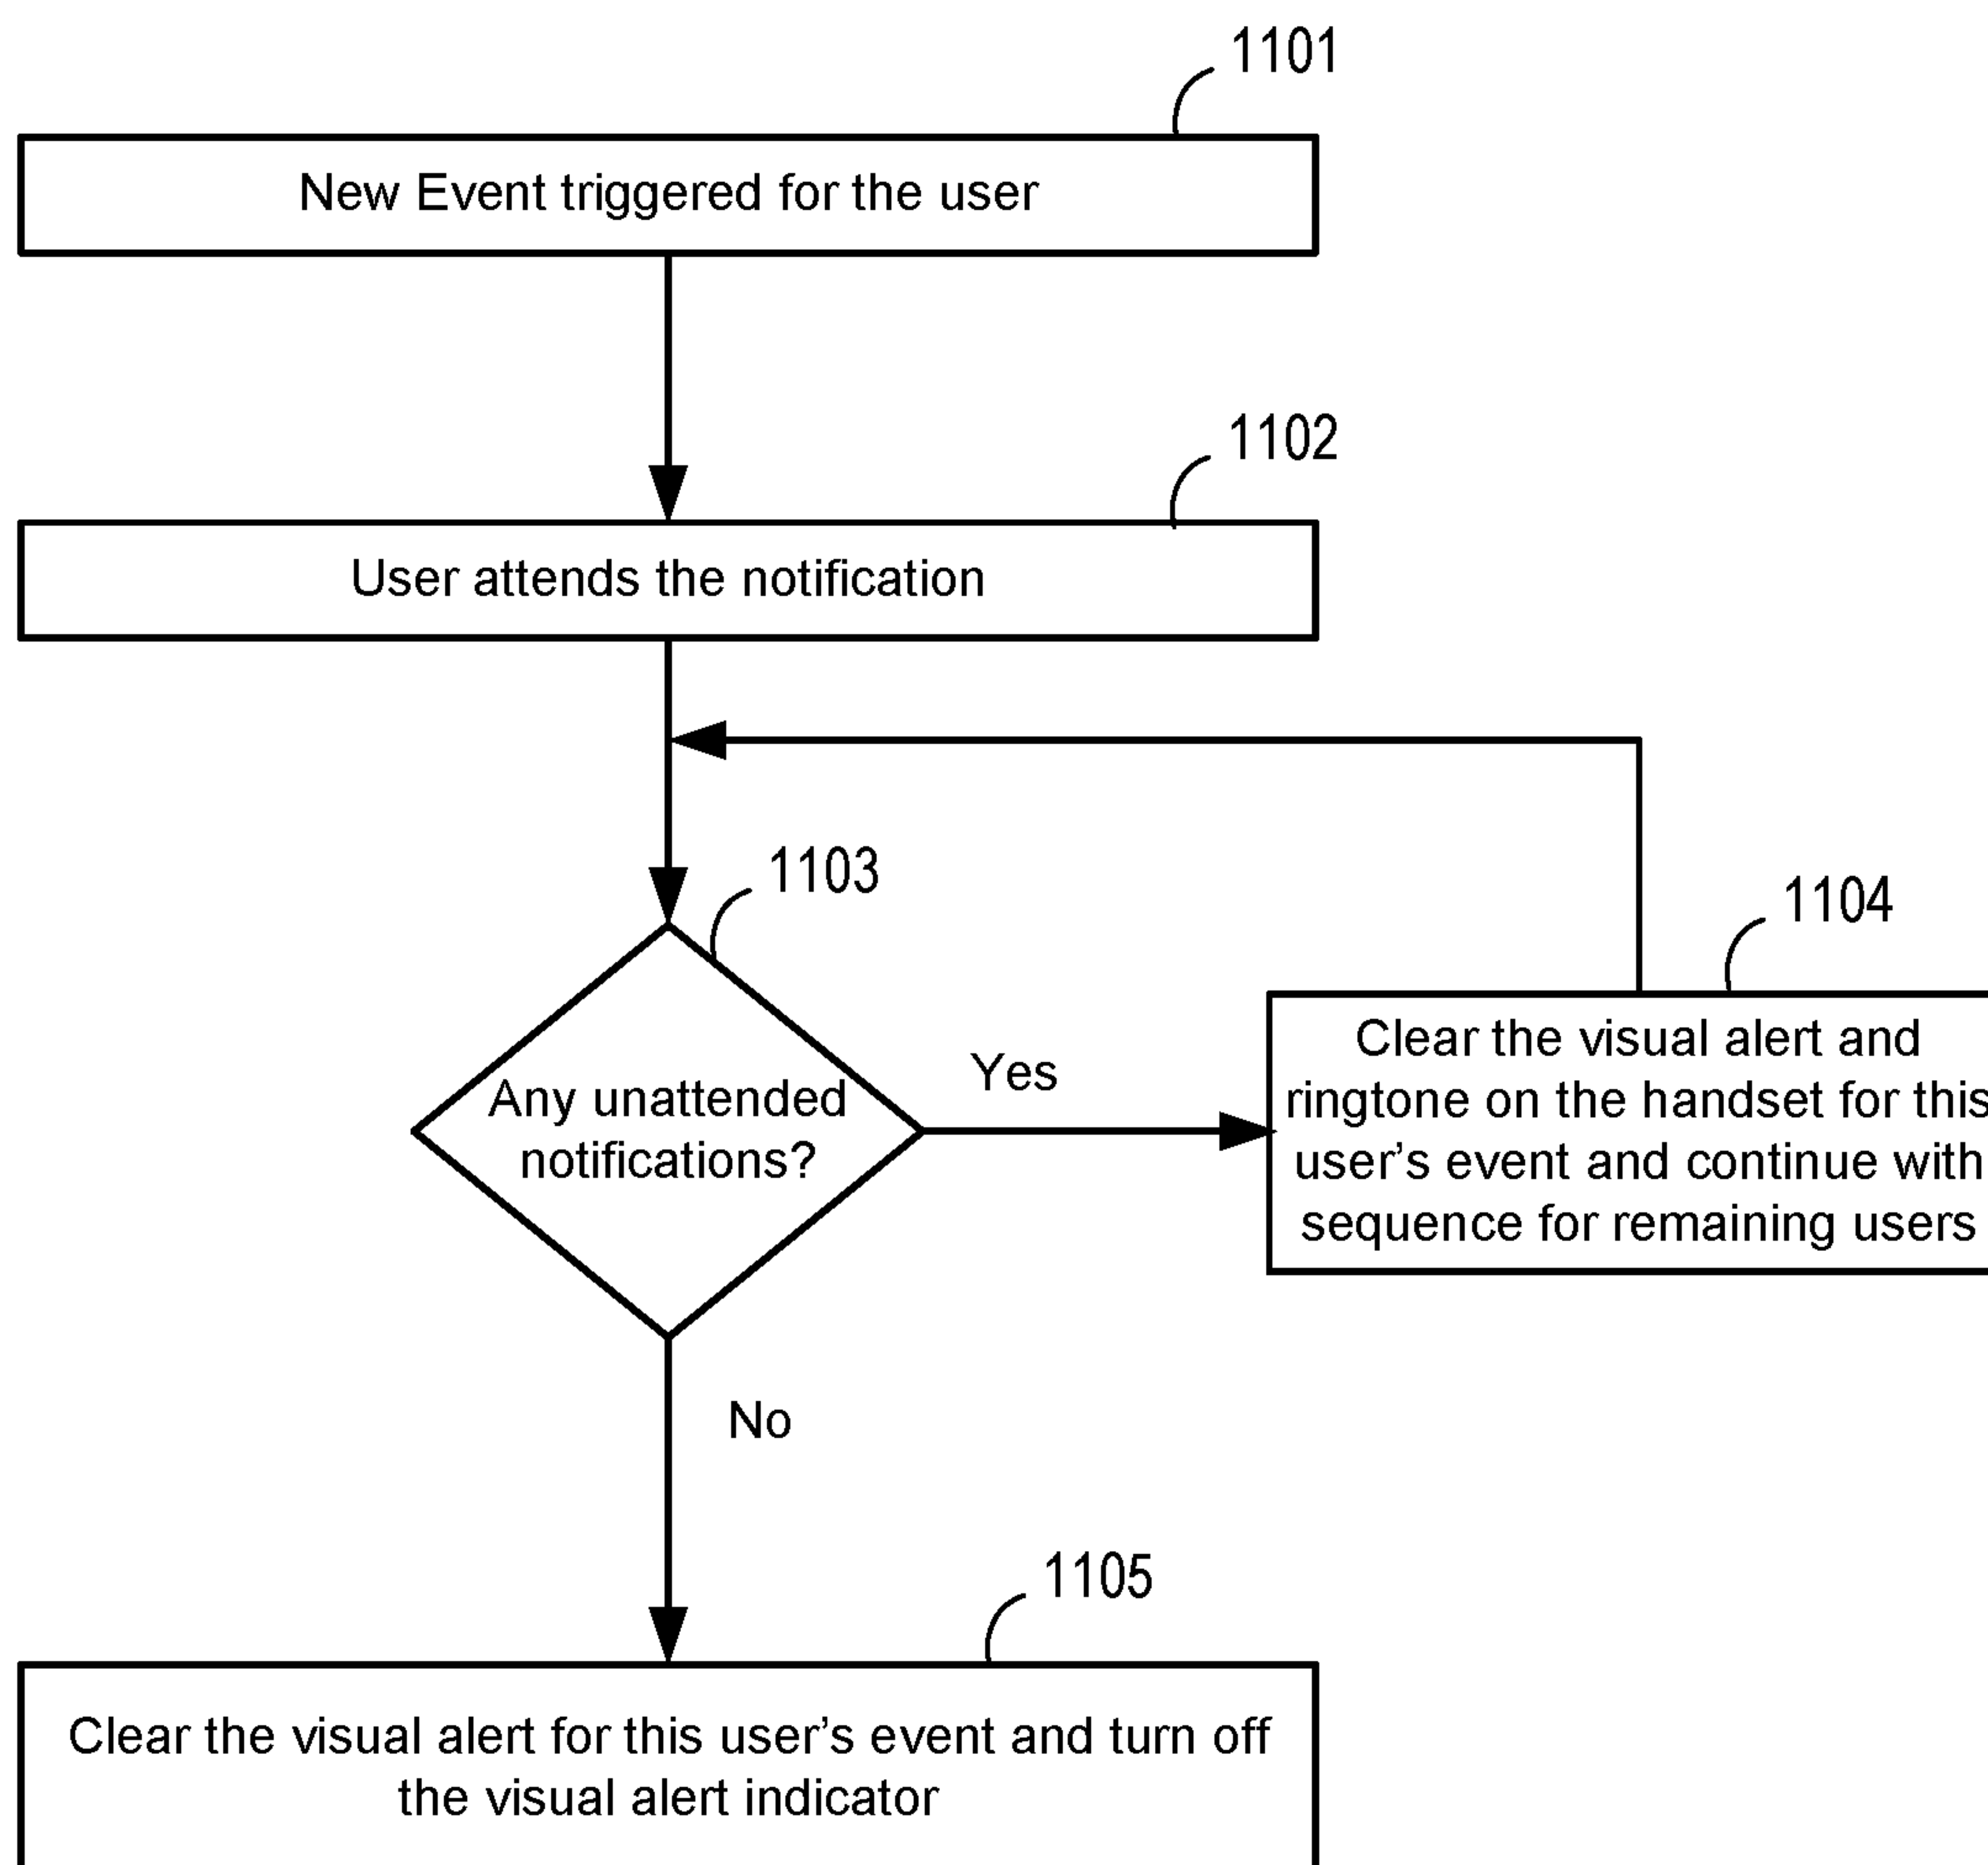 1101
New Event triggered for the user
1102
User attends the notification
1103
Any unattended
notifications?
Yes
1104
Clear the visual alert and
ringtone on the handset for this
user's event and continue with
sequence for remaining users
No
1105
Clear the visual alert for this user's event and turn off
the visual alert indicator